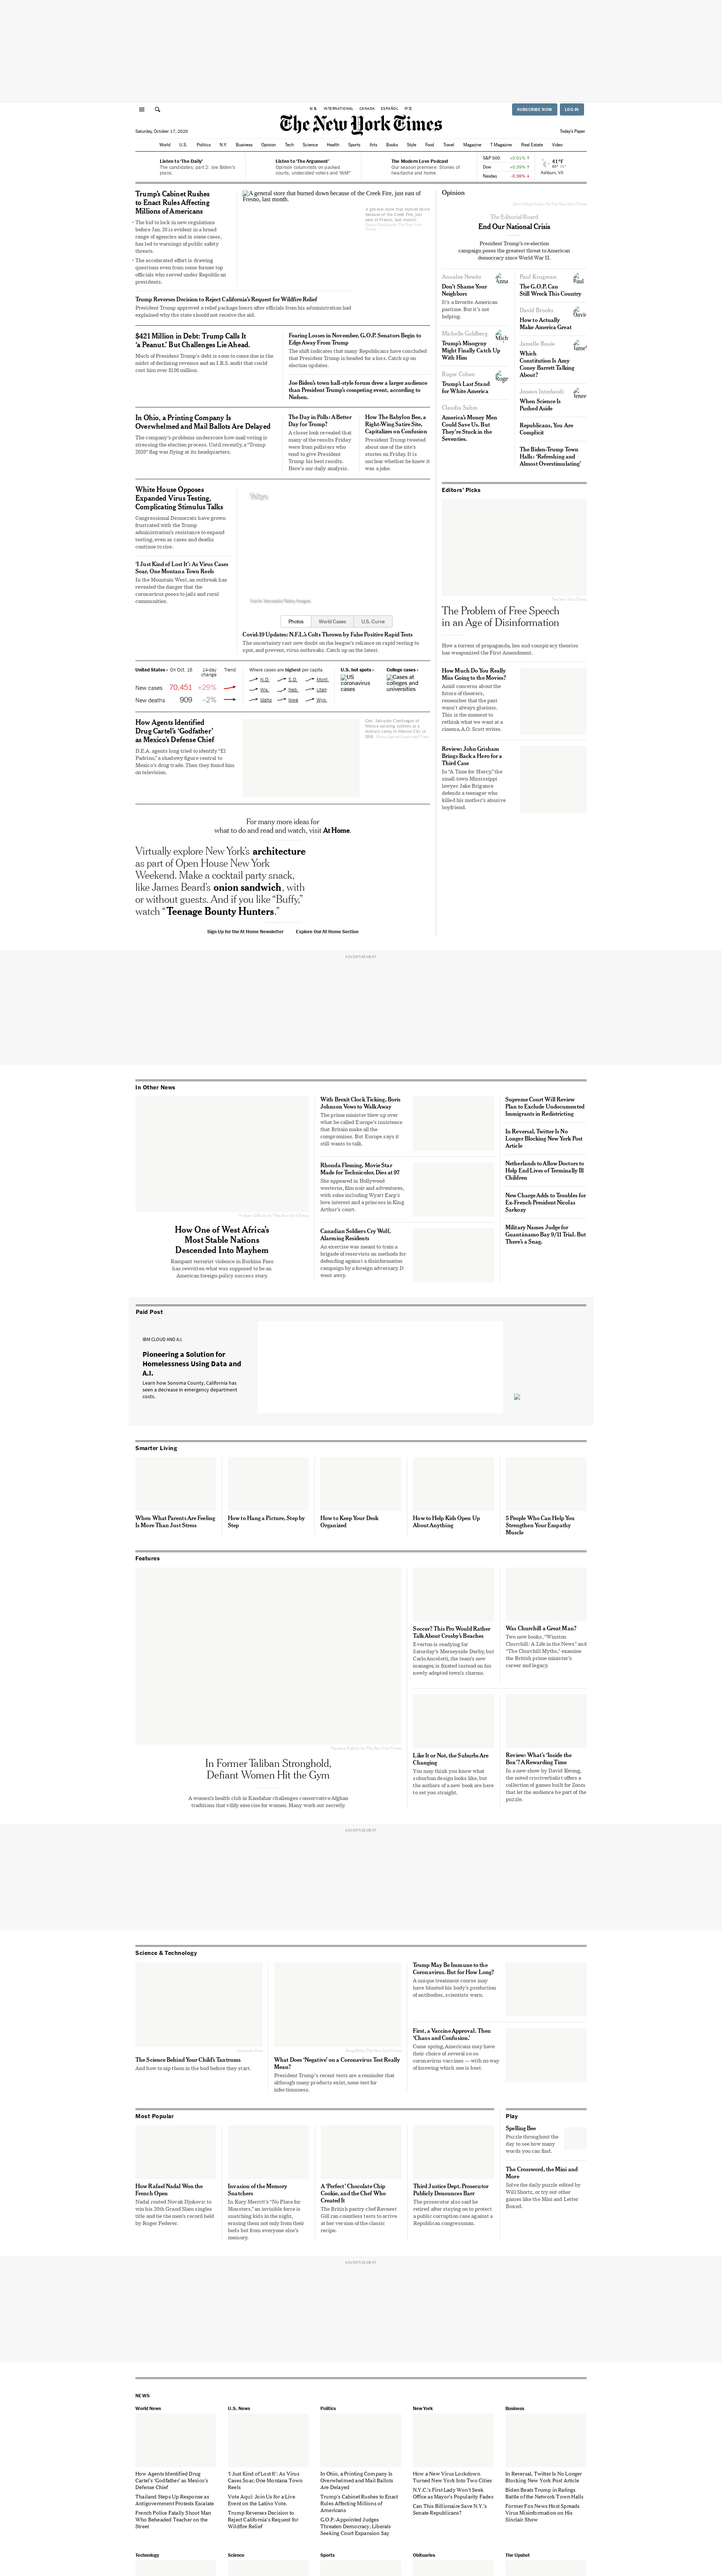 U.S. INTERNATIONAL CANADA ESPAÑOL 中文
SUBSCRIBE NOW LOG IN
The New York Times
Saturday, October 17, 2020
Today's Paper
World U.S. Politics N.Y. Business Opinion Tech Science Health Sports Arts Books Style Food Travel Magazine T Magazine Real Estate Video
Listen to 'The Daily'
The candidates, part 2: Joe Biden's
plans.
Listen to 'The Argument'
Opinion columnists on packed
courts, undecided voters and 'WAP.'
The Modern Love Podcast
Our season premiere: Stories of
heartache and home.
S&P 500 +0.01% ↑
Dow +0.39% ↑
Nasdaq -0.36% ↓
41°F
Ashburn, VA
Trump's Cabinet Rushes
to Enact Rules Affecting
Millions of Americans
• The bid to lock in new regulations
before Jan. 20 is evident in a broad
range of agencies and in some cases,
has led to warnings of public safety
threats.
• The accelerated effort is drawing
questions even from some former top
officials who served under Republican
presidents.
A general store that burned down because of the Creek Fire, just east of
Fresno, last month.
A general store that burned down
because of the Creek Fire, just
east of Fresno, last month.
Trump Reverses Decision to Reject California's Request for Wildfire Relief
President Trump approved a relief package hours after officials from his administration had
explained why the state should not receive the aid.
$421 Million in Debt: Trump Calls It
'a Peanut.' But Challenges Lie Ahead.
Much of President Trump's debt is soon to come due in the
midst of declining revenue and an I.R.S. audit that could
cost him over $100 million.
Fearing Losses in November, G.O.P. Senators Begin to
Edge Away From Trump
The shift indicates that many Republicans have concluded
that President Trump is headed for a loss. Catch up on
election updates.
Joe Biden's town hall-style forum drew a larger audience
than President Trump's competing event, according to
Nielsen.
In Ohio, a Printing Company Is
Overwhelmed and Mail Ballots Are Delayed
The company's problems underscore how mail voting is
straining the election process. Until recently, a "Trump
2020" flag was flying at its headquarters.
The Day in Polls: A Better
Day for Trump?
A closer look revealed that
many of the results Friday
were from pollsters who
tend to give President
Trump his best results.
Here's our daily analysis.
How The Babylon Bee, a
Right-Wing Satire Site,
Capitalizes on Confusion
President Trump tweeted
about one of the site's
stories on Friday. It is
unclear whether he knew it
was a joke.
White House Opposes
Expanded Virus Testing,
Complicating Stimulus Talks
Congressional Democrats have grown
frustrated with the Trump
administration's resistance to expand
testing, even as cases and deaths
continue to rise.
'I Just Kind of Lost It': As Virus Cases
Soar, One Montana Town Reels
In the Mountain West, an outbreak has
revealed the danger that the
coronavirus poses to jails and rural
communities.
Tokyo.
Photos World Cases U.S. Curve
Covid-19 Updates: N.F.L.'s Colts Thrown by False Positive Rapid Tests
The uncertainty cast new doubt on the league's reliance on rapid testing to
spot, and prevent, virus outbreaks. Catch up on the latest.
United States › On Oct. 16 14-day change Trend
New cases 70,451 +29%
New deaths 909 –2%
Where cases are highest per capita
N.D. S.D. Mont.
Wis. Neb. Utah
Idaho Iowa Wyo.
U.S. hot spots ›
US
coronavirus
cases
College cases ›
Cases at
colleges and
universities
How Agents Identified
Drug Cartel's 'Godfather'
as Mexico's Defense Chief
D.E.A. agents long tried to identify "El
Padrino," a shadowy figure central to
Mexico's drug trade. Then they found him
on television.
Gen. Salvador Cienfuegos of
Mexico saluting soldiers at a
military camp in Mexico City in
2016.
For many more ideas for
what to do and read and watch, visit At Home.
Virtually explore New York's architecture
as part of Open House New York
Weekend. Make a cocktail party snack,
like James Beard's onion sandwich, with
or without guests. And if you like "Buffy,"
watch "Teenage Bounty Hunters."
Sign Up for the At Home Newsletter Explore Our At Home Section
Opinion
The Editorial Board
End Our National Crisis
President Trump's re-election
campaign poses the greatest threat to American
democracy since World War II.
Annalee Newitz
Don't Shame Your
Neighbors
It's a favorite American
pastime. But it's not
helping.
Michelle Goldberg
Trump's Misogyny
Might Finally Catch Up
With Him
Roger Cohen
Trump's Last Stand
for White America
Claudia Sahm
America's Money Men
Could Save Us. But
They're Stuck in the
Seventies.
Paul Krugman
The G.O.P. Can
Still Wreck This Country
David Brooks
How to Actually
Make America Great
Jamelle Bouie
Which
Constitution Is Amy
Coney Barrett Talking
About?
Jeneen Interlandi
When Science Is
Pushed Aside
Republicans, You Are
Complicit
The Biden-Trump Town
Halls: 'Refreshing and
Almost Overstimulating'
Editors' Picks
The New York Times
The Problem of Free Speech
in an Age of Disinformation
How a torrent of propaganda, lies and conspiracy theories
has weaponized the First Amendment.
How Much Do You Really
Miss Going to the Movies?
Amid concerns about the
future of theaters,
remember that the past
wasn't always glorious.
This is the moment to
rethink what we want at a
cinema, A.O. Scott writes.
Review: John Grisham
Brings Back a Hero for a
Third Case
In "A Time for Mercy," the
small-town Mississippi
lawyer Jake Brigance
defends a teenager who
killed his mother's abusive
boyfriend.
ADVERTISEMENT
In Other News
How One of West Africa's
Most Stable Nations
Descended Into Mayhem
Rampant terrorist violence in Burkina Faso
has rewritten what was supposed to be an
American foreign-policy success story.
With Brexit Clock Ticking, Boris
Johnson Vows to Walk Away
The prime minister blew up over
what he called Europe's insistence
that Britain make all the
compromises. But Europe says it
still wants to talk.
Rhonda Fleming, Movie Star
Made for Technicolor, Dies at 97
She appeared in Hollywood
westerns, film noir and adventures,
with roles including Wyatt Earp's
love interest and a princess in King
Arthur's court.
Canadian Soldiers Cry Wolf,
Alarming Residents
An exercise was meant to train a
brigade of reservists on methods for
defending against a disinformation
campaign by a foreign adversary. It
went awry.
Supreme Court Will Review
Plan to Exclude Undocumented
Immigrants in Redistricting
In Reversal, Twitter Is No
Longer Blocking New York Post
Article
Netherlands to Allow Doctors to
Help End Lives of Terminally Ill
Children
New Charge Adds to Troubles for
Ex-French President Nicolas
Sarkozy
Military Names Judge for
Guantánamo Bay 9/11 Trial. But
There's a Snag.
Paid Post
IBM CLOUD AND A.I.
Pioneering a Solution for
Homelessness Using Data and
A.I.
Learn how Sonoma County, California has
seen a decrease in emergency department
costs.
Smarter Living
When What Parents Are Feeling
Is More Than Just Stress
How to Hang a Picture, Step by
Step
How to Keep Your Desk
Organized
How to Help Kids Open Up
About Anything
5 People Who Can Help You
Strengthen Your Empathy
Muscle
Features
In Former Taliban Stronghold,
Defiant Women Hit the Gym
A women's health club in Kandahar challenges conservative Afghan
traditions that vilify exercise for women. Many work out secretly.
Soccer? This Pro Would Rather
Talk About Crosby's Beaches
Everton is readying for
Saturday's Merseyside Derby, but
Carlo Ancelotti, the team's new
manager, is fixated instead on his
newly adopted town's charms.
Like It or Not, the Suburbs Are
Changing
You may think you know what
suburban design looks like, but
the authors of a new book are here
to set you straight.
Was Churchill a Great Man?
Two new books, "Winston
Churchill: A Life in the News" and
"The Churchill Myths," examine
the British prime minister's
career and legacy.
Review: What's 'Inside the
Box'? A Rewarding Time
In a new show by David Kwong,
the noted cruciverbalist offers a
collection of games built for Zoom
that let the audience be part of the
puzzle.
ADVERTISEMENT
Science & Technology
The Science Behind Your Child's Tantrums
And how to nip them in the bud before they start.
What Does 'Negative' on a Coronavirus Test Really
Mean?
President Trump's recent tests are a reminder that
although many products exist, none test for
infectiousness.
Trump May Be Immune to the
Coronavirus. But for How Long?
A unique treatment course may
have blunted his body's production
of antibodies, scientists warn.
First, a Vaccine Approval. Then
'Chaos and Confusion.'
Come spring, Americans may have
their choice of several so-so
coronavirus vaccines — with no way
of knowing which one is best.
Most Popular
How Rafael Nadal Won the
French Open
Nadal routed Novak Djokovic to
win his 20th Grand Slam singles
title and tie the men's record held
by Roger Federer.
Invasion of the Memory
Snatchers
In Kory Merritt's "No Place for
Monsters," an invisible force is
snatching kids in the night,
erasing them not only from their
beds but from everyone else's
memory.
A 'Perfect' Chocolate Chip
Cookie, and the Chef Who
Created It
The British pastry chef Ravneet
Gill ran countless tests to arrive
at her version of the classic
recipe.
Third Justice Dept. Prosecutor
Publicly Denounces Barr
The prosecutor also said he
retired after staying on to protect
a public corruption case against a
Republican congressman.
Play
Spelling Bee
Puzzle throughout the
day to see how many
words you can find.
The Crossword, the Mini and
More
Solve the daily puzzle edited by
Will Shortz, or try out other
games like the Mini and Letter
Boxed.
ADVERTISEMENT
NEWS
World News U.S. News Politics New York Business
How Agents Identified Drug
Cartel's 'Godfather' as Mexico's
Defense Chief
Thailand Steps Up Response as
Antigovernment Protests Escalate
French Police Fatally Shoot Man
Who Beheaded Teacher on the
Street
'I Just Kind of Lost It': As Virus
Cases Soar, One Montana Town
Reels
Vote Aquí: Join Us for a Live
Event on the Latino Vote.
Trump Reverses Decision to
Reject California's Request for
Wildfire Relief
In Ohio, a Printing Company Is
Overwhelmed and Mail Ballots
Are Delayed
Trump's Cabinet Rushes to Enact
Rules Affecting Millions of
Americans
G.O.P.-Appointed Judges
Threaten Democracy, Liberals
Seeking Court Expansion Say
How a New Virus Lockdown
Turned New York Into Two Cities
N.Y.C.'s First Lady Won't Seek
Office as Mayor's Popularity Fades
Can This Billionaire Save N.Y.'s
Senate Republicans?
In Reversal, Twitter Is No Longer
Blocking New York Post Article
Biden Beats Trump in Ratings
Battle of the Network Town Halls
Former Fox News Host Spreads
Virus Misinformation on His
Sinclair Show
Technology Science Sports Obituaries The Upshot